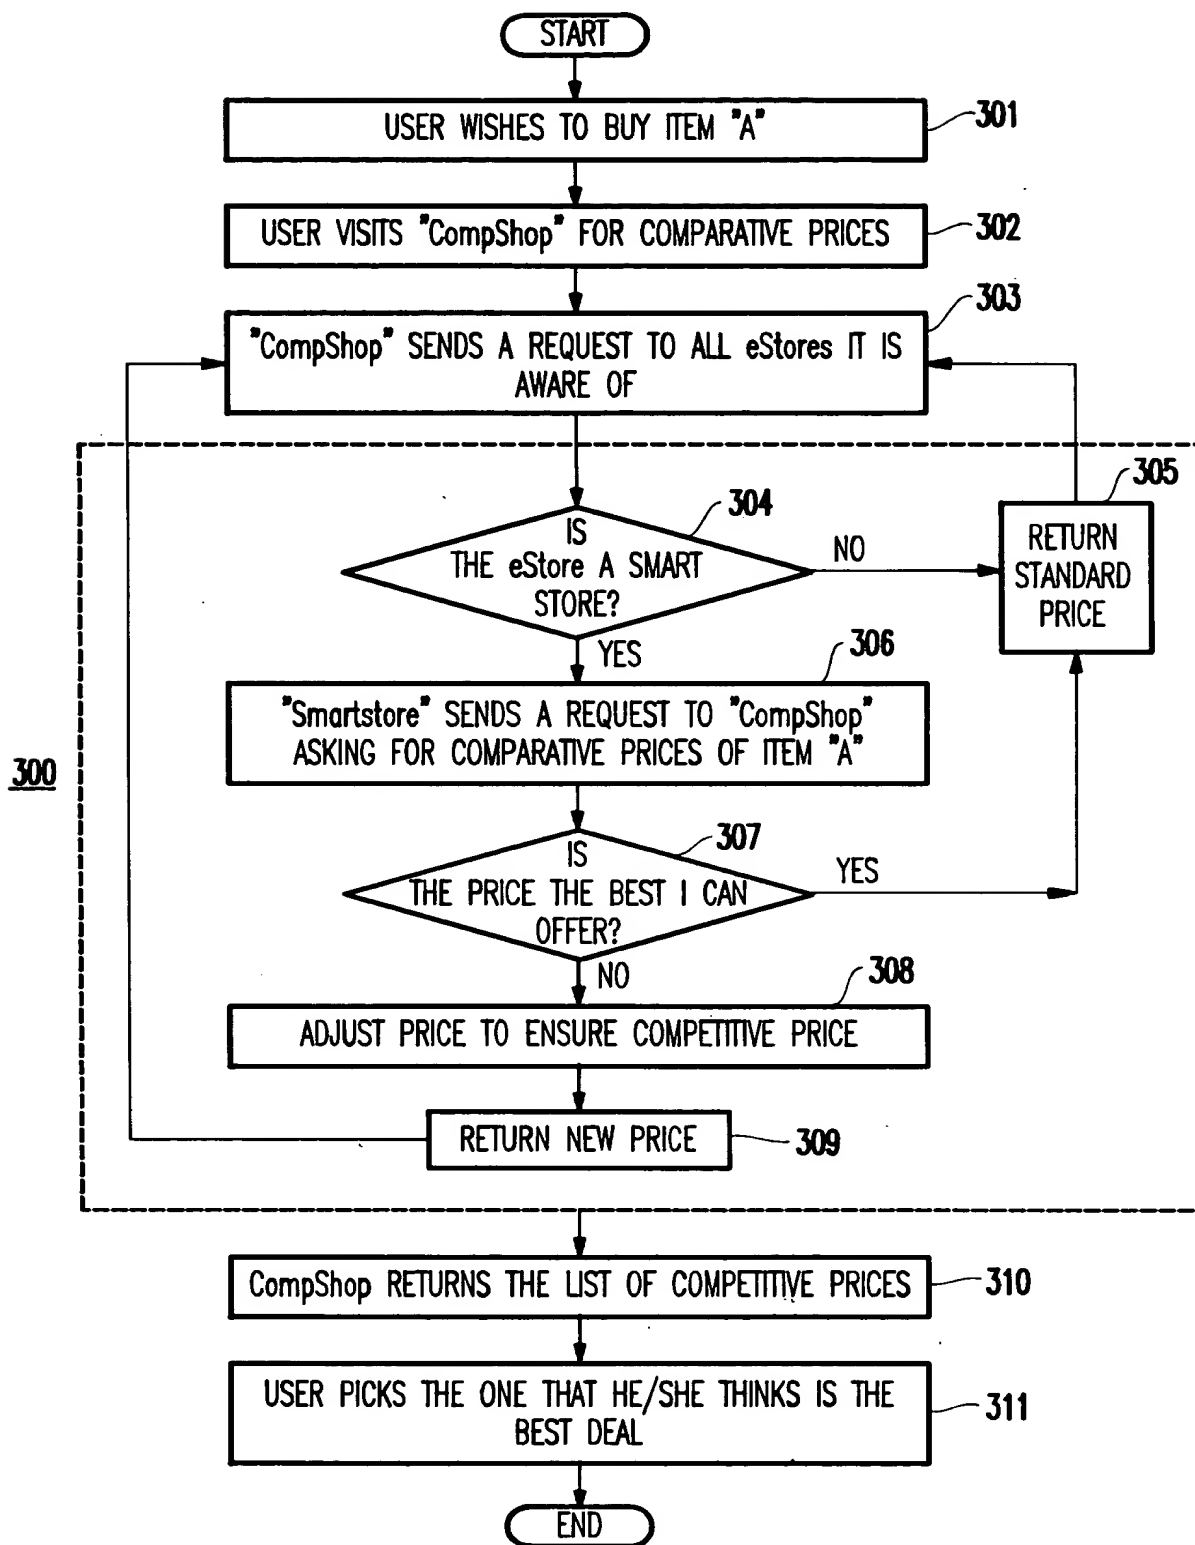 START
USER WISHES TO BUY ITEM "A"
301
USER VISITS "CompShop" FOR COMPARATIVE PRICES
302
303
"CompShop" SENDS A REQUEST TO ALL eStores IT IS
AWARE OF
304
305
IS
THE eStore A SMART
STORE?
NO
RETURN
STANDARD
PRICE
YES
306
"Smartstore" SENDS A REQUEST TO "CompShop"
ASKING FOR COMPARATIVE PRICES OF ITEM "A"
300
307
IS
THE PRICE THE BEST I CAN
OFFER?
YES
NO
308
ADJUST PRICE TO ENSURE COMPETITIVE PRICE
RETURN NEW PRICE
309
CompShop RETURNS THE LIST OF COMPETITIVE PRICES
310
USER PICKS THE ONE THAT HE/SHE THINKS IS THE
BEST DEAL
311
END